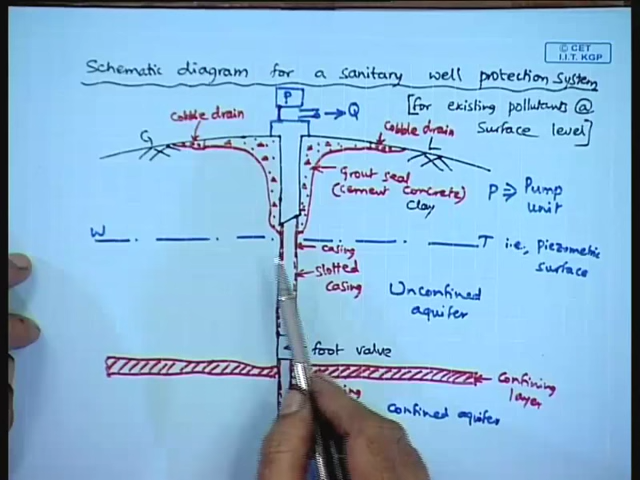 © CET
I.I.T. KGP
Schematic diagram for a sanitary well protection system
[for existing pollutants @
Surface level]
P
Q
Cobble drain
Cobble drain
G
L
Grout seal
(cement concrete)
Clay
P ⇒ Pump
unit
W
T i.e., Piezometric
surface
casing
slotted
casing
Unconfined
aquifer
foot valve
Confining
layer
Confined aquifer